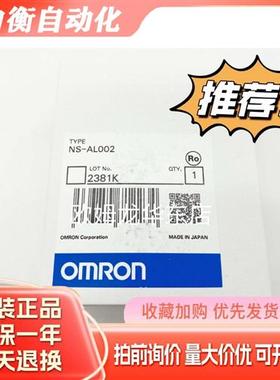 衡自动化
推荐
TYPE
NS-AL002
Ro
LOT No.
QTY.
2381K
1
OMRON Corporation
MADE IN JAPAN
OMRON
装正品
保一年
天退换
收藏加购 优先发货
拍前询价 量大价优 可开